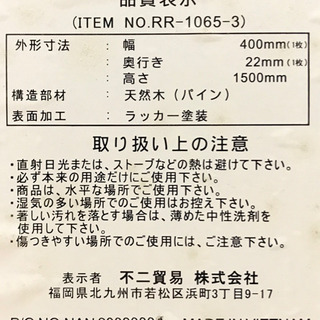 品質表示
(ITEM NO.RR-1065-3)
外形寸法 : 幅 400mm(1枚)
奥行き 22mm(1枚)
高さ 1500mm
構造部材 : 天然木(パイン)
表面加工 : ラッカー塗装
取り扱い上の注意
・直射日光または、ストーブなどの熱は避けて下さい。
・必ず本来の用途だけにご使用下さい。
・商品は、水平な場所でご使用下さい。
・湿気の多い場所でのご使用はお控え下さい。
・著しい汚れを落とす場合は、薄めた中性洗剤を
使用して下さい。
・傷つきやすい場所でのご使用には、ご注意下さい。
表示者 不二貿易 株式会社
福岡県北九州市若松区浜町3丁目9-17
MADE IN VIETNAM